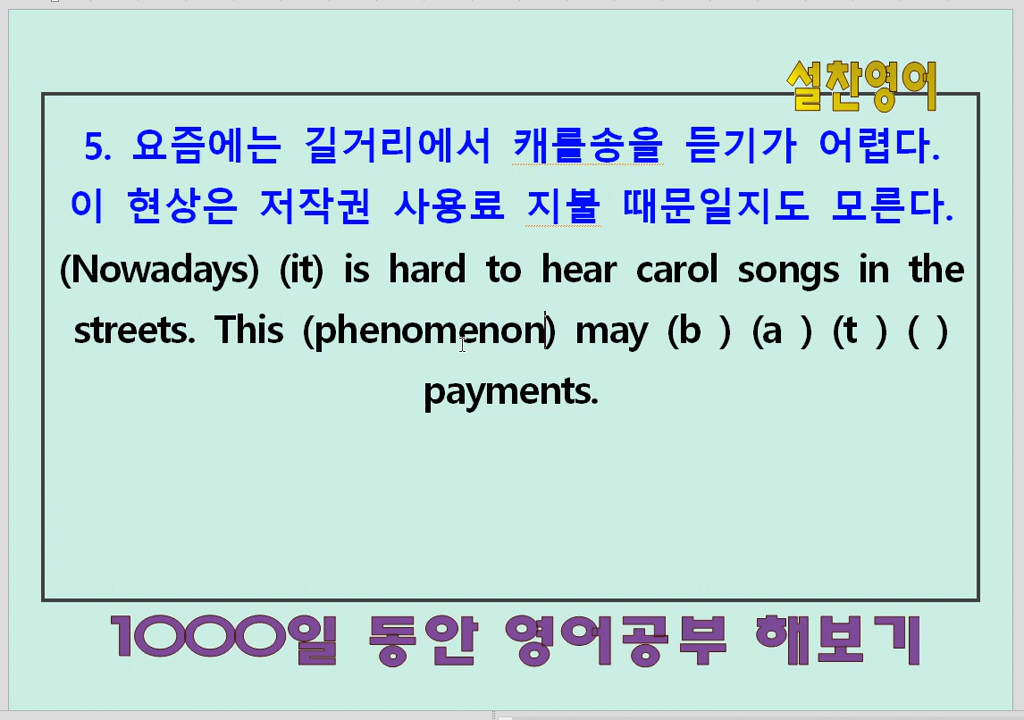 설찬영어
5. 요즘에는 길거리에서 캐롤송을 듣기가 어렵다.
이 현상은 저작권 사용료 지불 때문일지도 모른다.
(Nowadays) (it) is hard to hear carol songs in the
streets. This (phenomenon) may (b ) (a ) (t ) ( )
payments.
1000일 동안 영어공부 해보기